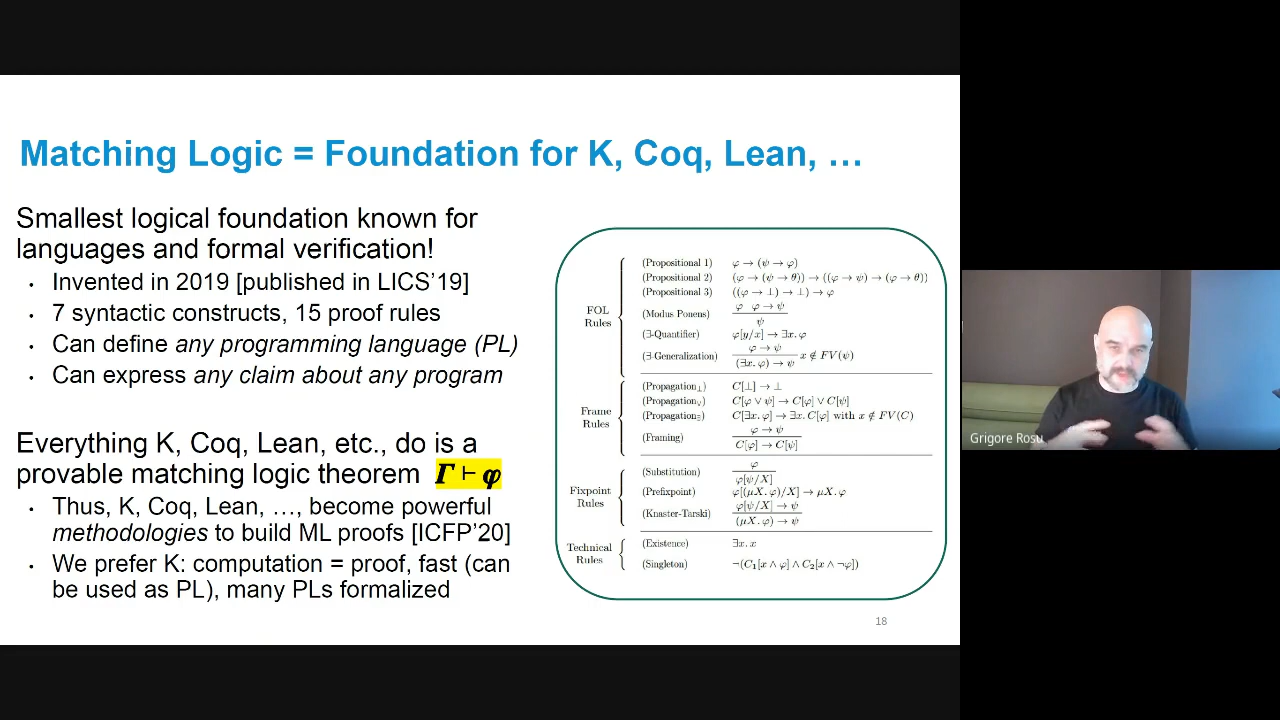 Matching Logic = Foundation for K, Coq, Lean, …
Smallest logical foundation known for
languages and formal verification!
• Invented in 2019 [published in LICS'19]
• 7 syntactic constructs, 15 proof rules
• Can define any programming language (PL)
• Can express any claim about any program
Everything K, Coq, Lean, etc., do is a
provable matching logic theorem Γ ⊢ φ
• Thus, K, Coq, Lean, …, become powerful
methodologies to build ML proofs [ICFP'20]
• We prefer K: computation = proof, fast (can
be used as PL), many PLs formalized
FOL
Rules
(Propositional 1) φ → (ψ → φ)
(Propositional 2) (φ → (ψ → θ)) → ((φ → ψ) → (φ → θ))
(Propositional 3) ((φ → ⊥) → ⊥) → φ
(Modus Ponens) φ φ → ψ
ψ
(∃-Quantifier) φ[y/x] → ∃x. φ
(∃-Generalization) φ → ψ
(∃x. φ) → ψ x ∉ FV(ψ)
Frame
Rules
(Propagation⊥) C[⊥] → ⊥
(Propagation∨) C[φ ∨ ψ] → C[φ] ∨ C[ψ]
(Propagation∃) C[∃x. φ] → ∃x. C[φ] with x ∉ FV(C)
(Framing) φ → ψ
C[φ] → C[ψ]
Fixpoint
Rules
(Substitution) φ
φ[ψ/X]
(Prefixpoint) φ[(μX. φ)/X] → μX. φ
(Knaster-Tarski) φ[ψ/X] → ψ
(μX. φ) → ψ
Technical
Rules
(Existence) ∃x. x
(Singleton) ¬(C₁[x ∧ φ] ∧ C₂[x ∧ ¬φ])
18
Grigore Rosu